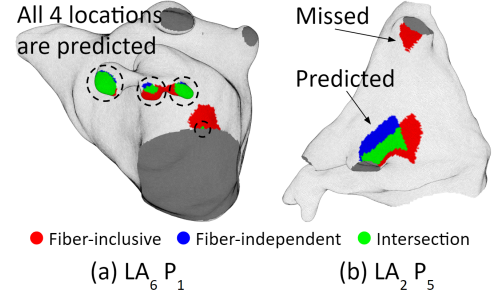 All 4 locations
are predicted
Missed
Predicted
Fiber-inclusive Fiber-independent Intersection
(a) LA6 P1
(b) LA2 P5